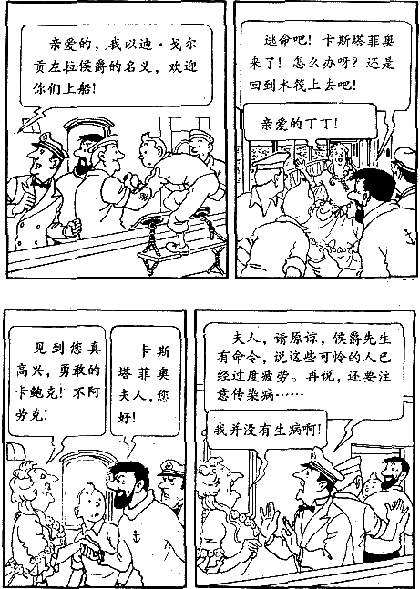 亲爱的，我以迪·戈尔
贡左拉侯爵的名义，欢迎
你们上船！
逃命吧！卡斯塔菲奥
来了！怎么办呀？还是
回到木筏上去吧！
亲爱的丁丁！
见到您真
高兴，勇敢的
卡鲍克！不阿
劳克！
卡斯
塔菲奥
夫人，您
好！
夫人，请原谅，侯爵先生
有命令，说这些可怜的人已
经过度疲劳。再说，还要注
意传染病……
我并没有生病啊！